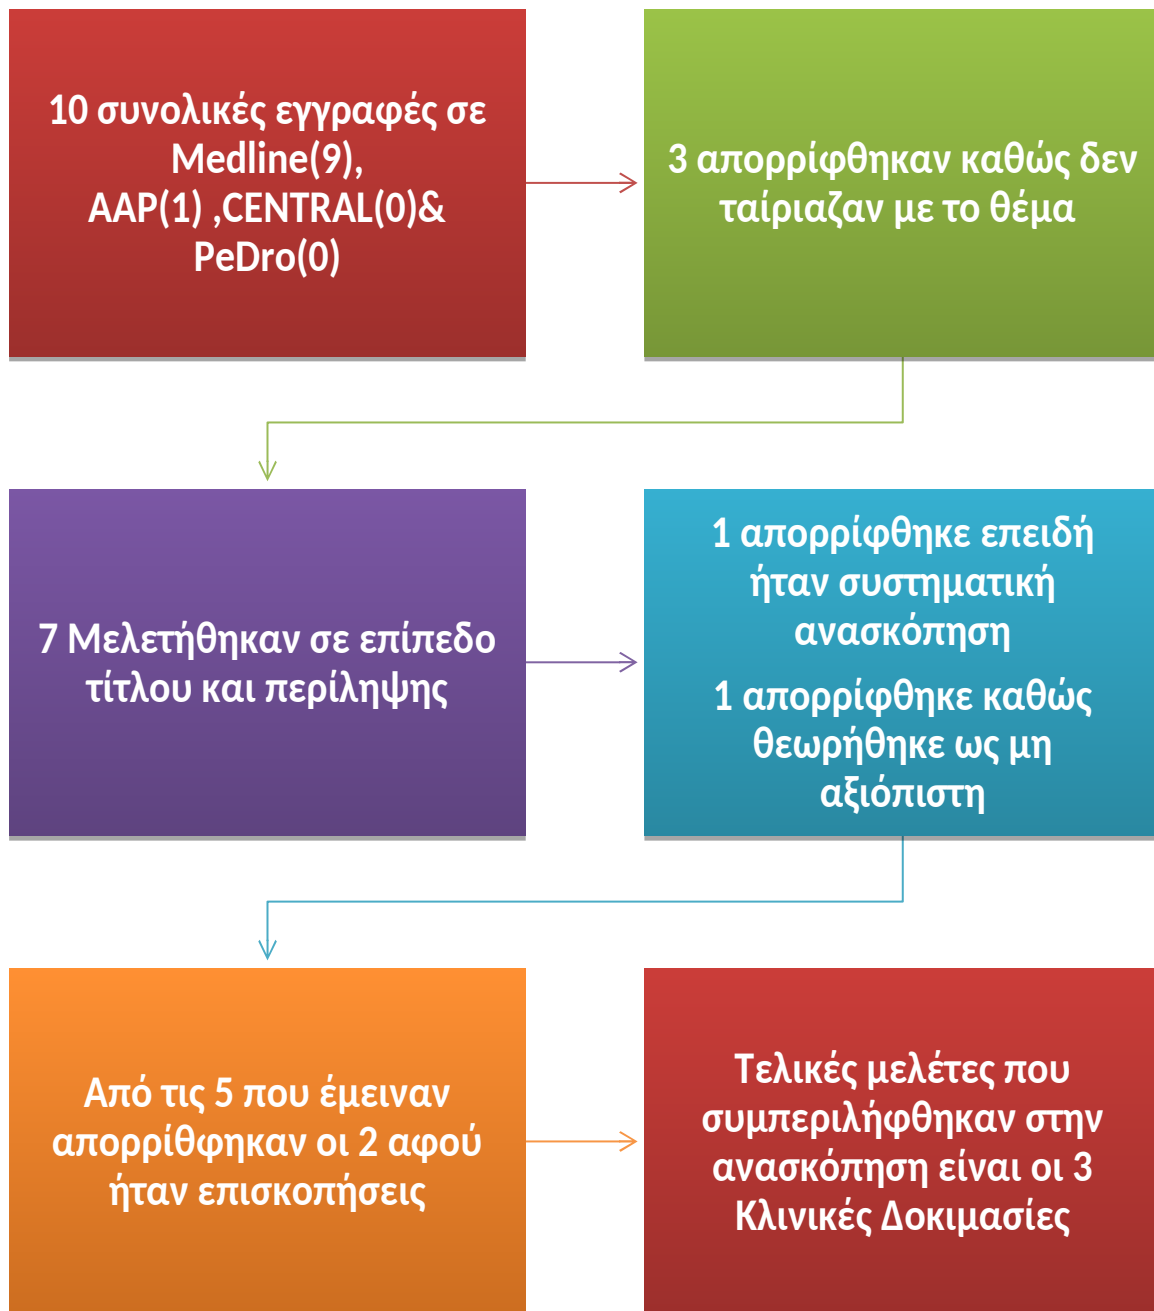 10 συνολικές εγγραφές σε
Medline(9),
AAP(1) ,CENTRAL(0)&
PeDro(0)
3 απορρίφθηκαν καθώς δεν
ταίριαζαν με το θέμα
7 Μελετήθηκαν σε επίπεδο
τίτλου και περίληψης
1 απορρίφθηκε επειδή
ήταν συστηματική
ανασκόπηση
1 απορρίφθηκε καθώς
θεωρήθηκε ως μη
αξιόπιστη
Από τις 5 που έμειναν
απορρίθφηκαν οι 2 αφού
ήταν επισκοπήσεις
Τελικές μελέτες που
συμπεριλήφθηκαν στην
ανασκόπηση είναι οι 3
Κλινικές Δοκιμασίες